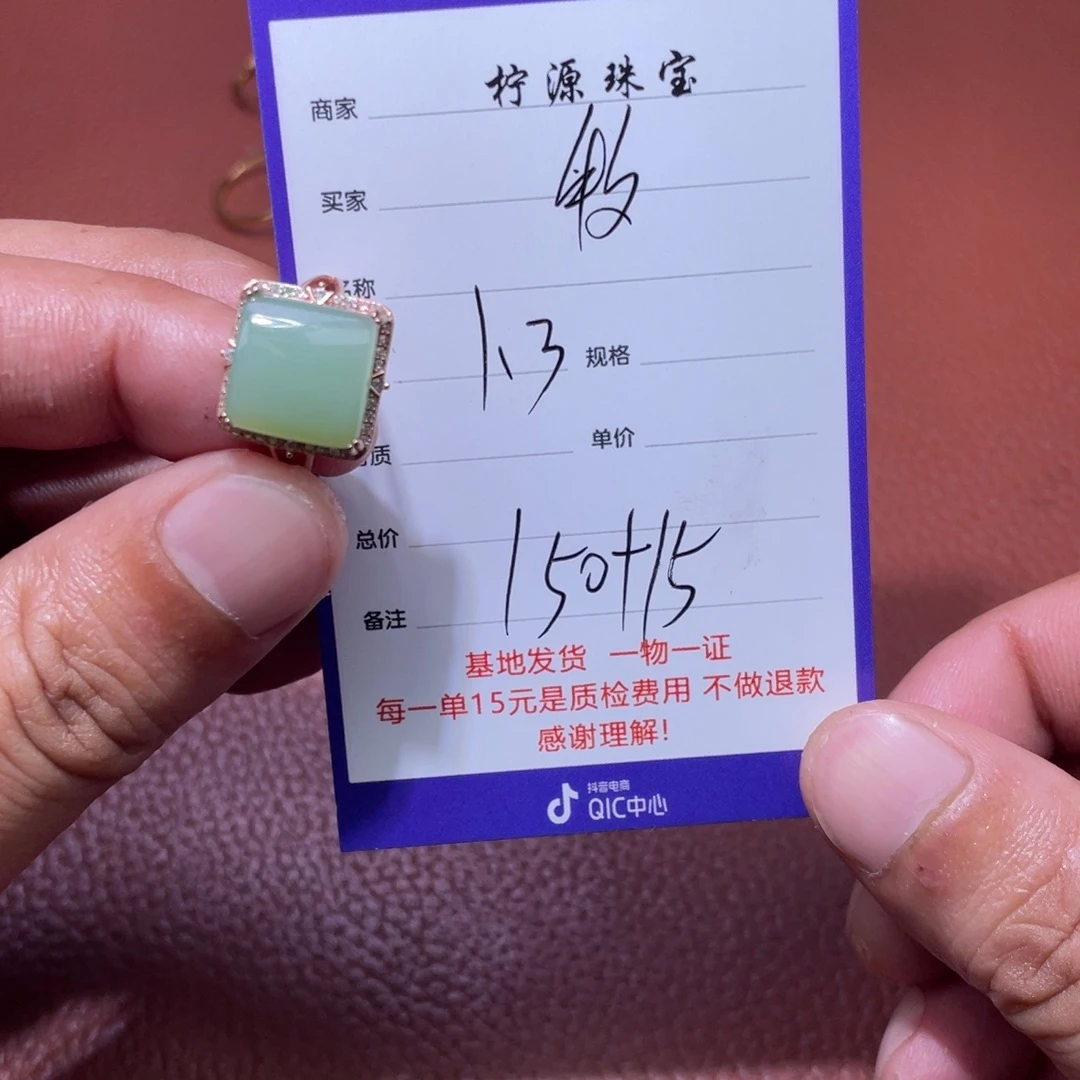 商家 柠源珠宝
买家
名称
1.3 规格
质 单价
总价 150+15
备注
基地发货 一物一证
每一单15元是质检费用 不做退款
感谢理解!
抖音电商
QIC中心